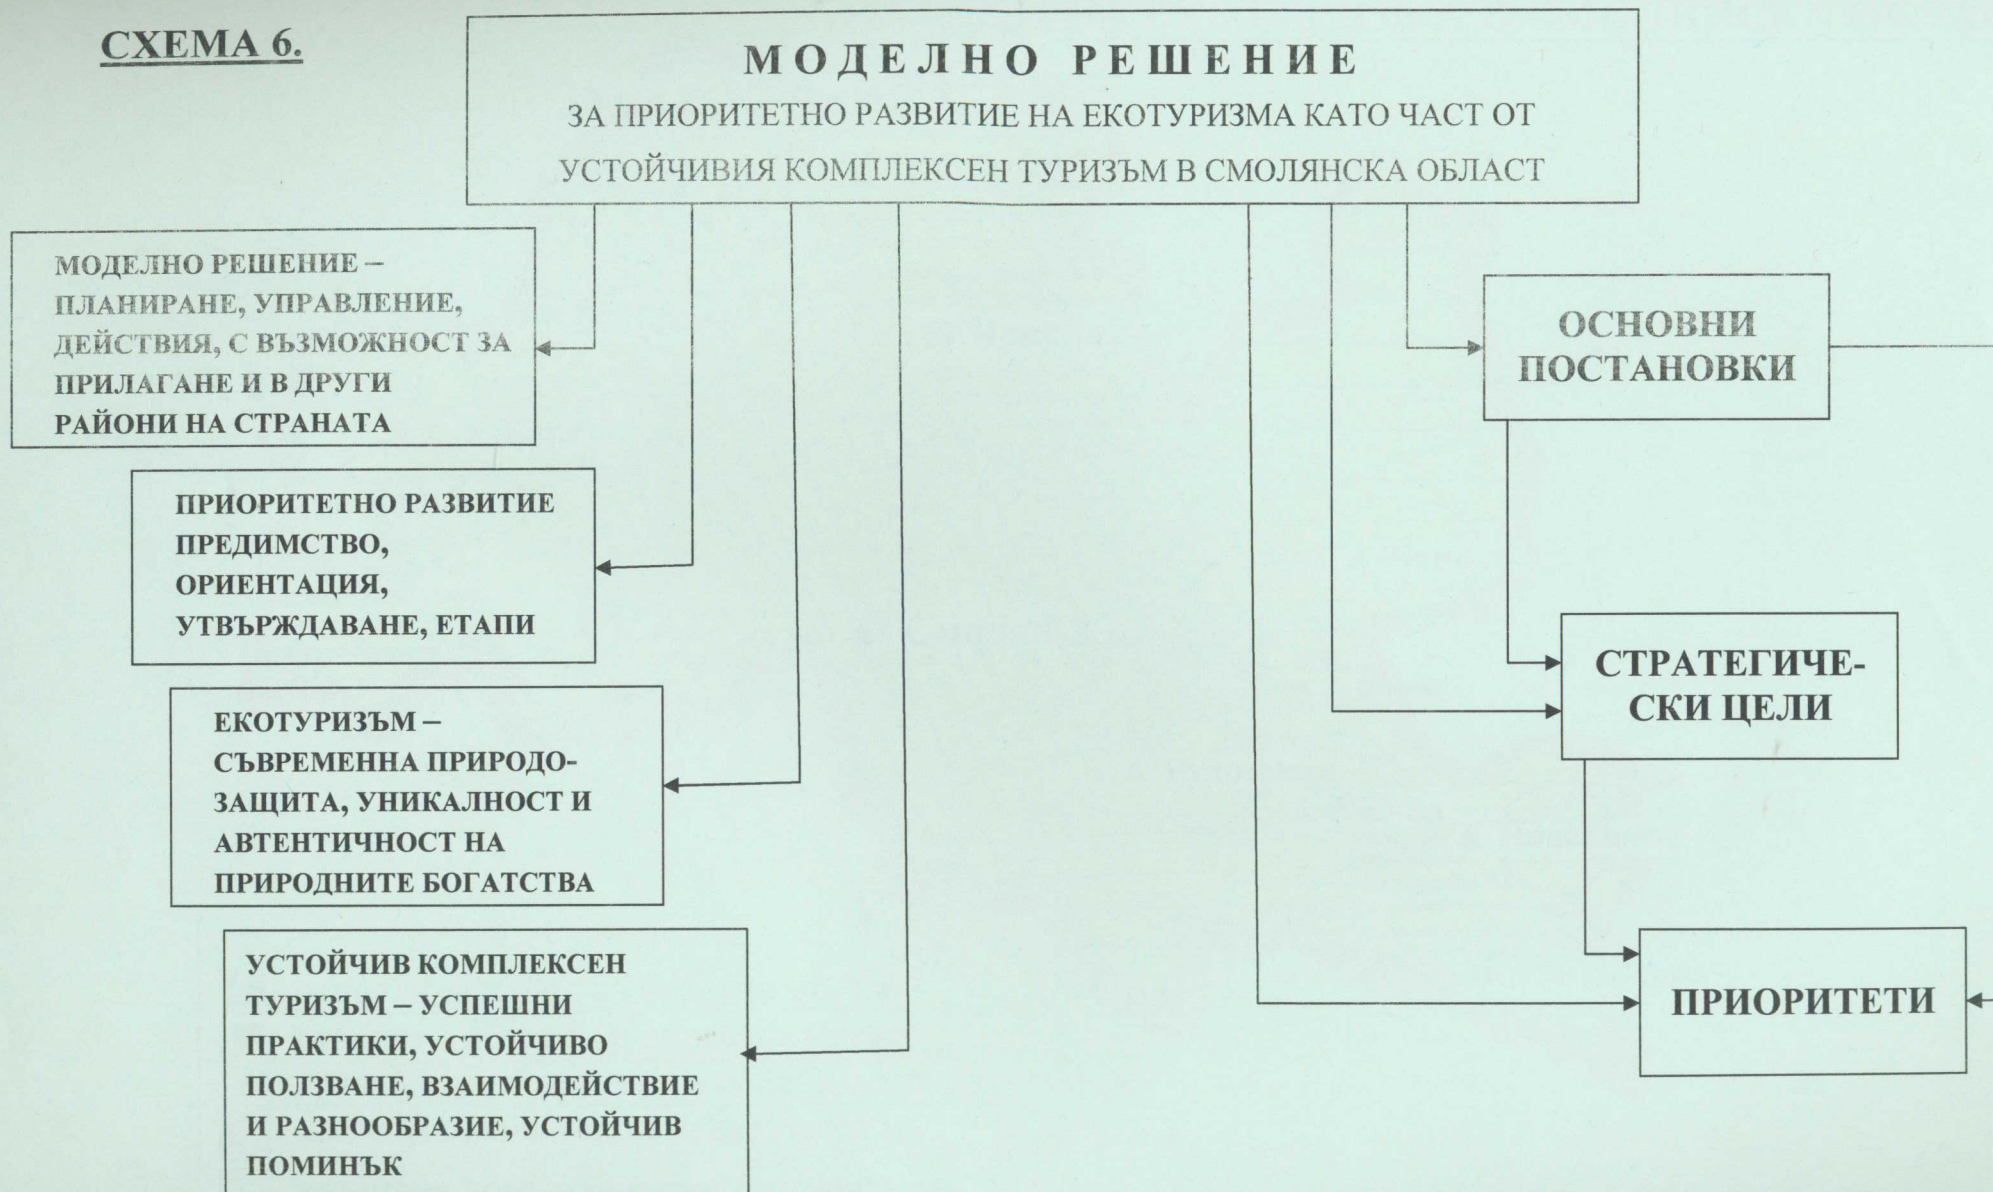 СХЕМА 6.
МОДЕЛНО РЕШЕНИЕ
ЗА ПРИОРИТЕТНО РАЗВИТИЕ НА ЕКОТУРИЗМА КАТО ЧАСТ ОТ
УСТОЙЧИВИЯ КОМПЛЕКСЕН ТУРИЗЪМ В СМОЛЯНСКА ОБЛАСТ
МОДЕЛНО РЕШЕНИЕ –
ПЛАНИРАНЕ, УПРАВЛЕНИЕ,
ДЕЙСТВИЯ, С ВЪЗМОЖНОСТ ЗА
ПРИЛАГАНЕ И В ДРУГИ
РАЙОНИ НА СТРАНАТА
ПРИОРИТЕТНО РАЗВИТИЕ
ПРЕДИМСТВО,
ОРИЕНТАЦИЯ,
УТВЪРЖДАВАНЕ, ЕТАПИ
ЕКОТУРИЗЪМ –
СЪВРЕМЕННА ПРИРОДО-
ЗАЩИТА, УНИКАЛНОСТ И
АВТЕНТИЧНОСТ НА
ПРИРОДНИТЕ БОГАТСТВА
УСТОЙЧИВ КОМПЛЕКСЕН
ТУРИЗЪМ – УСПЕШНИ
ПРАКТИКИ, УСТОЙЧИВО
ПОЛЗВАНЕ, ВЗАИМОДЕЙСТВИЕ
И РАЗНООБРАЗИЕ, УСТОЙЧИВ
ПОМИНЪК
ОСНОВНИ
ПОСТАНОВКИ
СТРАТЕГИЧЕ-
СКИ ЦЕЛИ
ПРИОРИТЕТИ